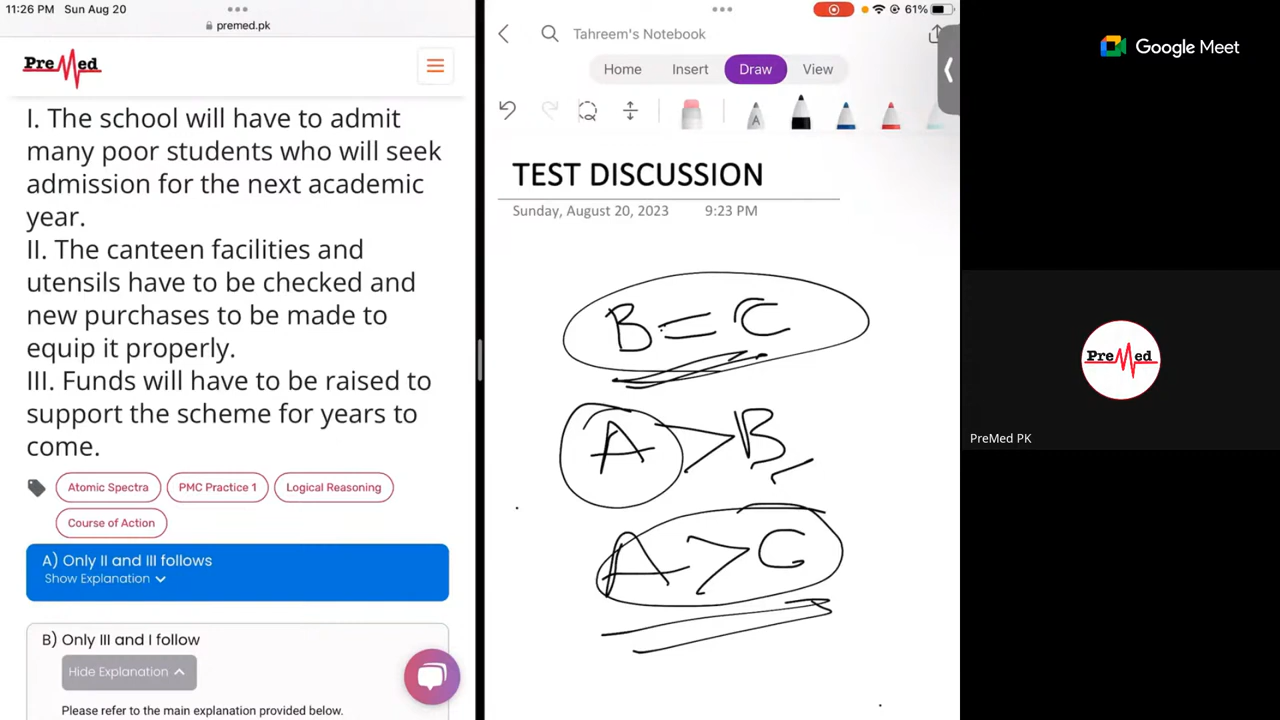 11:26 PM Sun Aug 20
premed.pk
PreMed
I. The school will have to admit
many poor students who will seek
admission for the next academic
year.
II. The canteen facilities and
utensils have to be checked and
new purchases to be made to
equip it properly.
III. Funds will have to be raised to
support the scheme for years to
come.
Atomic Spectra
PMC Practice 1
Logical Reasoning
Course of Action
A) Only II and III follows
Show Explanation
B) Only III and I follow
Hide Explanation
Please refer to the main explanation provided below.
61%
Tahreem's Notebook
Home Insert Draw View
A
TEST DISCUSSION
Sunday, August 20, 2023 9:23 PM
B = C
A > B
A > C
Google Meet
PreMed
PreMed PK